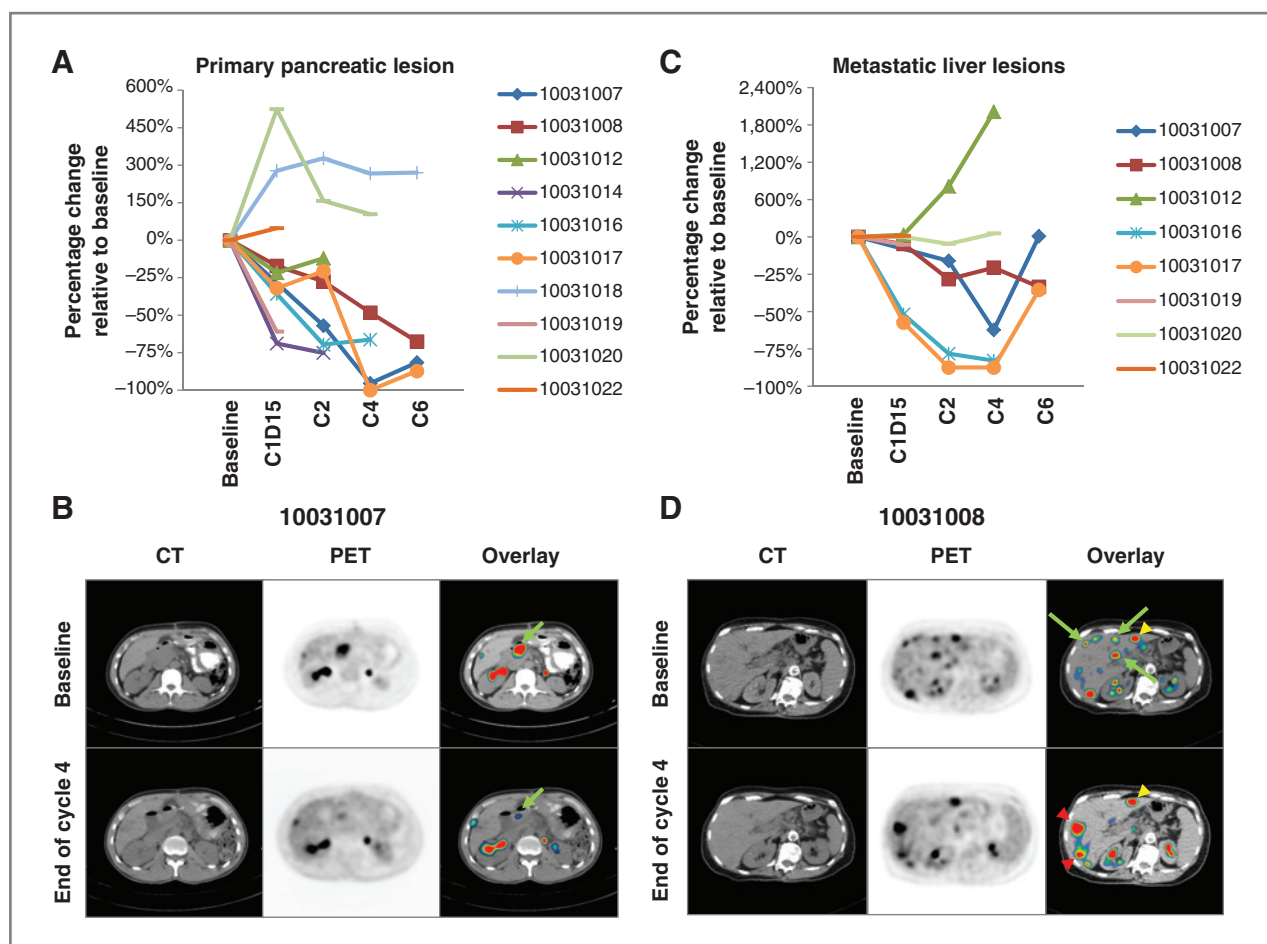 A
Primary pancreatic lesion
Percentage change
relative to baseline
600%
450%
300%
150%
0%
−25%
−50%
−75%
−100%
Baseline
C1D15
C2
C4
C6
10031007
10031008
10031012
10031014
10031016
10031017
10031018
10031019
10031020
10031022
C
Metastatic liver lesions
Percentage change
relative to baseline
2,400%
1,800%
1,200%
600%
0%
−25%
−50%
−75%
−100%
Baseline
C1D15
C2
C4
C6
10031007
10031008
10031012
10031016
10031017
10031019
10031020
10031022
B
10031007
CT PET Overlay
Baseline
End of cycle 4
D
10031008
CT PET Overlay
Baseline
End of cycle 4